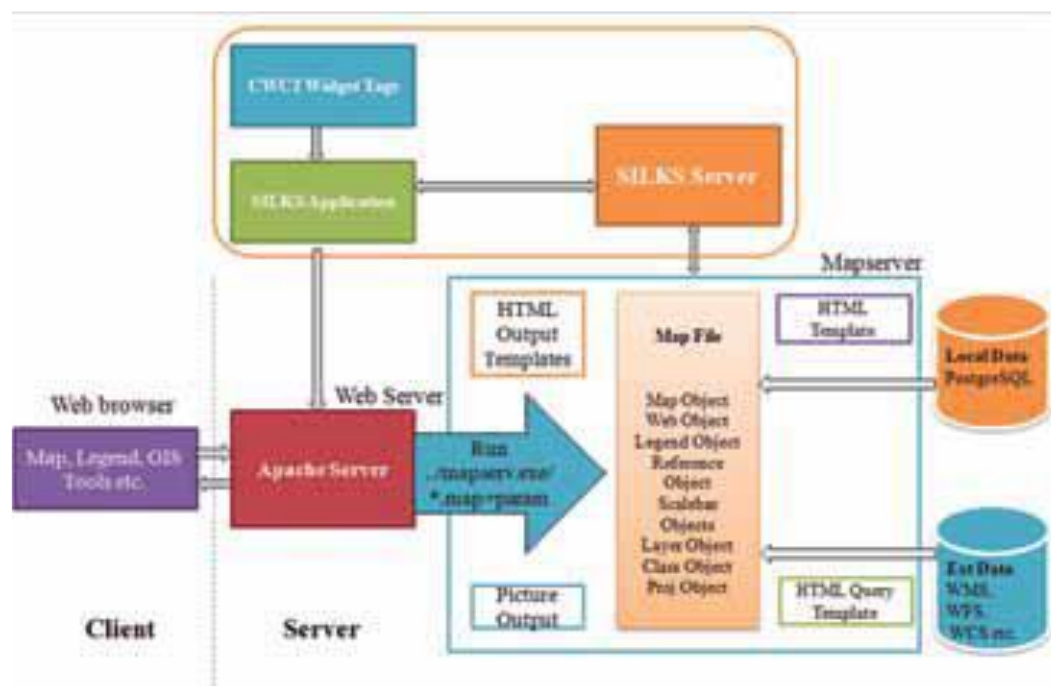 CWCI Widget Tags
SILKS Application
SILKS Server
Mapserver
HTML
Output
Templates
Map File
Map Object
Web Object
Legend Object
Reference
Object
Scalebar
Objects
Layer Object
Class Object
Proj Object
HTML
Template
Local Data
PostgreSQL
Web browser
Map, Legend, GIS
Tools etc.
Web Server
Apache Server
Run
../mapserv.exe/
*.map+param
Picture
Output
HTML Query
Template
Ext Data
WMS,
WFS,
WCS etc.
Client
Server